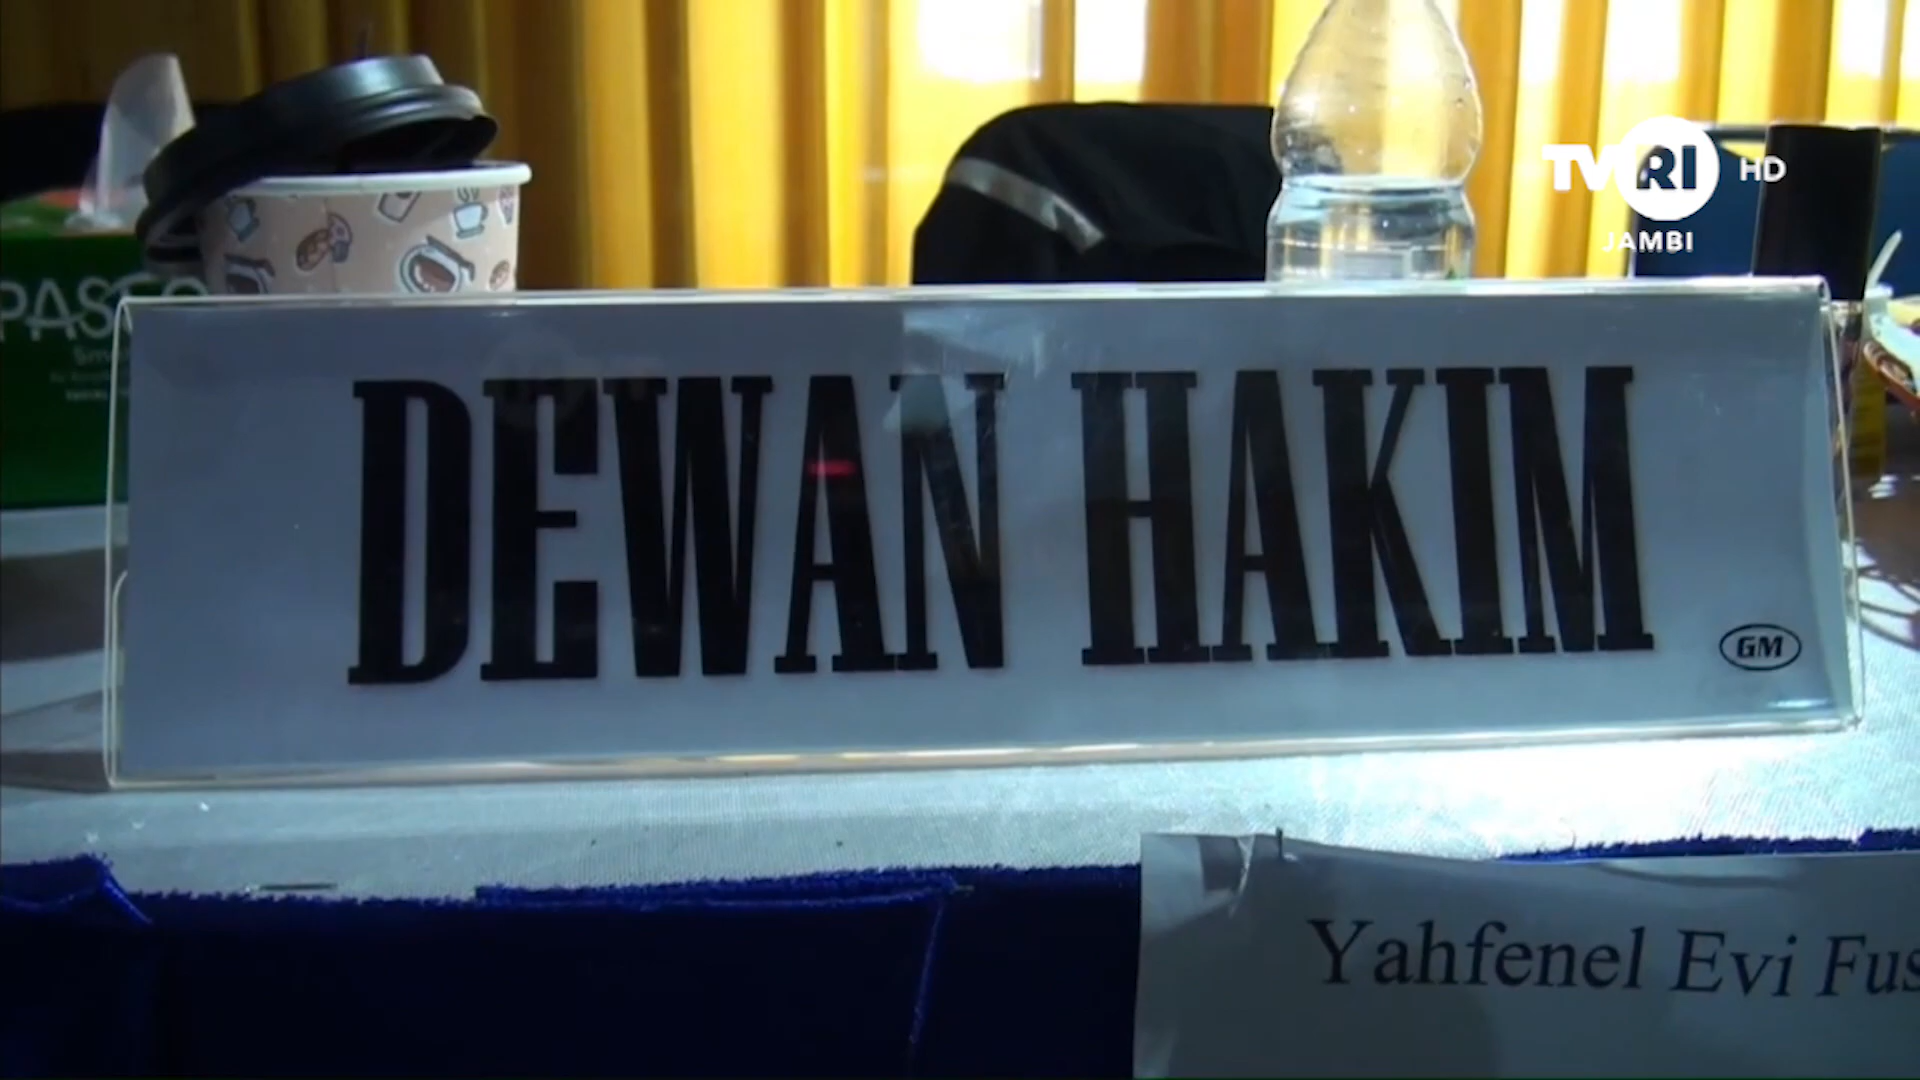 TVRI HD
JAMBI
DEWAN HAKIM
GM
Yahfenel Evi Fus